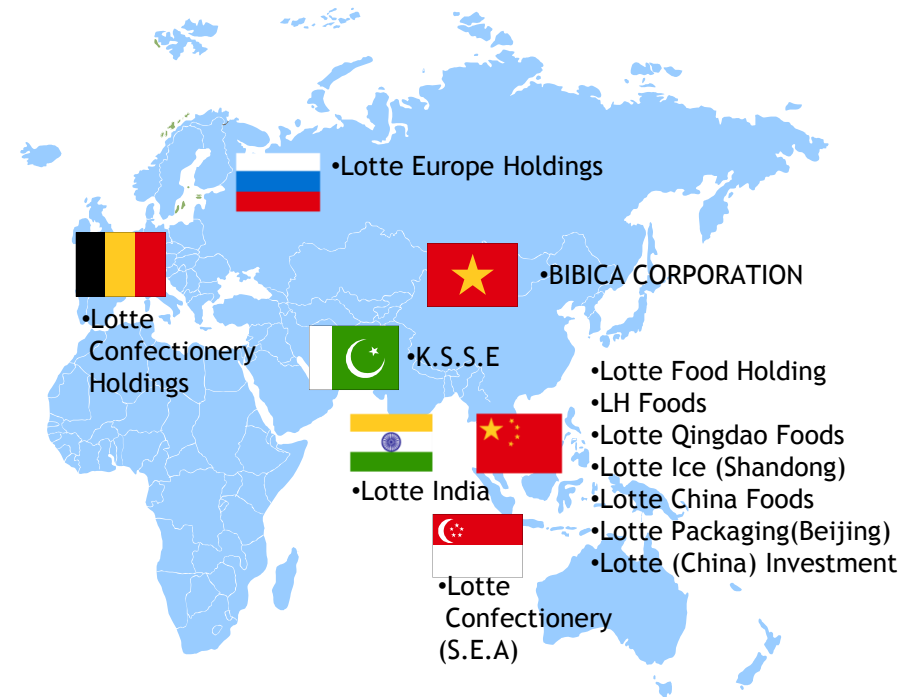 •Lotte Europe Holdings
•BIBICA CORPORATION
•Lotte
Confectionery
Holdings
•K.S.S.E
•Lotte Food Holding
•LH Foods
•Lotte Qingdao Foods
•Lotte Ice (Shandong)
•Lotte China Foods
•Lotte Packaging(Beijing)
•Lotte (China) Investment
•Lotte India
•Lotte
Confectionery
(S.E.A)